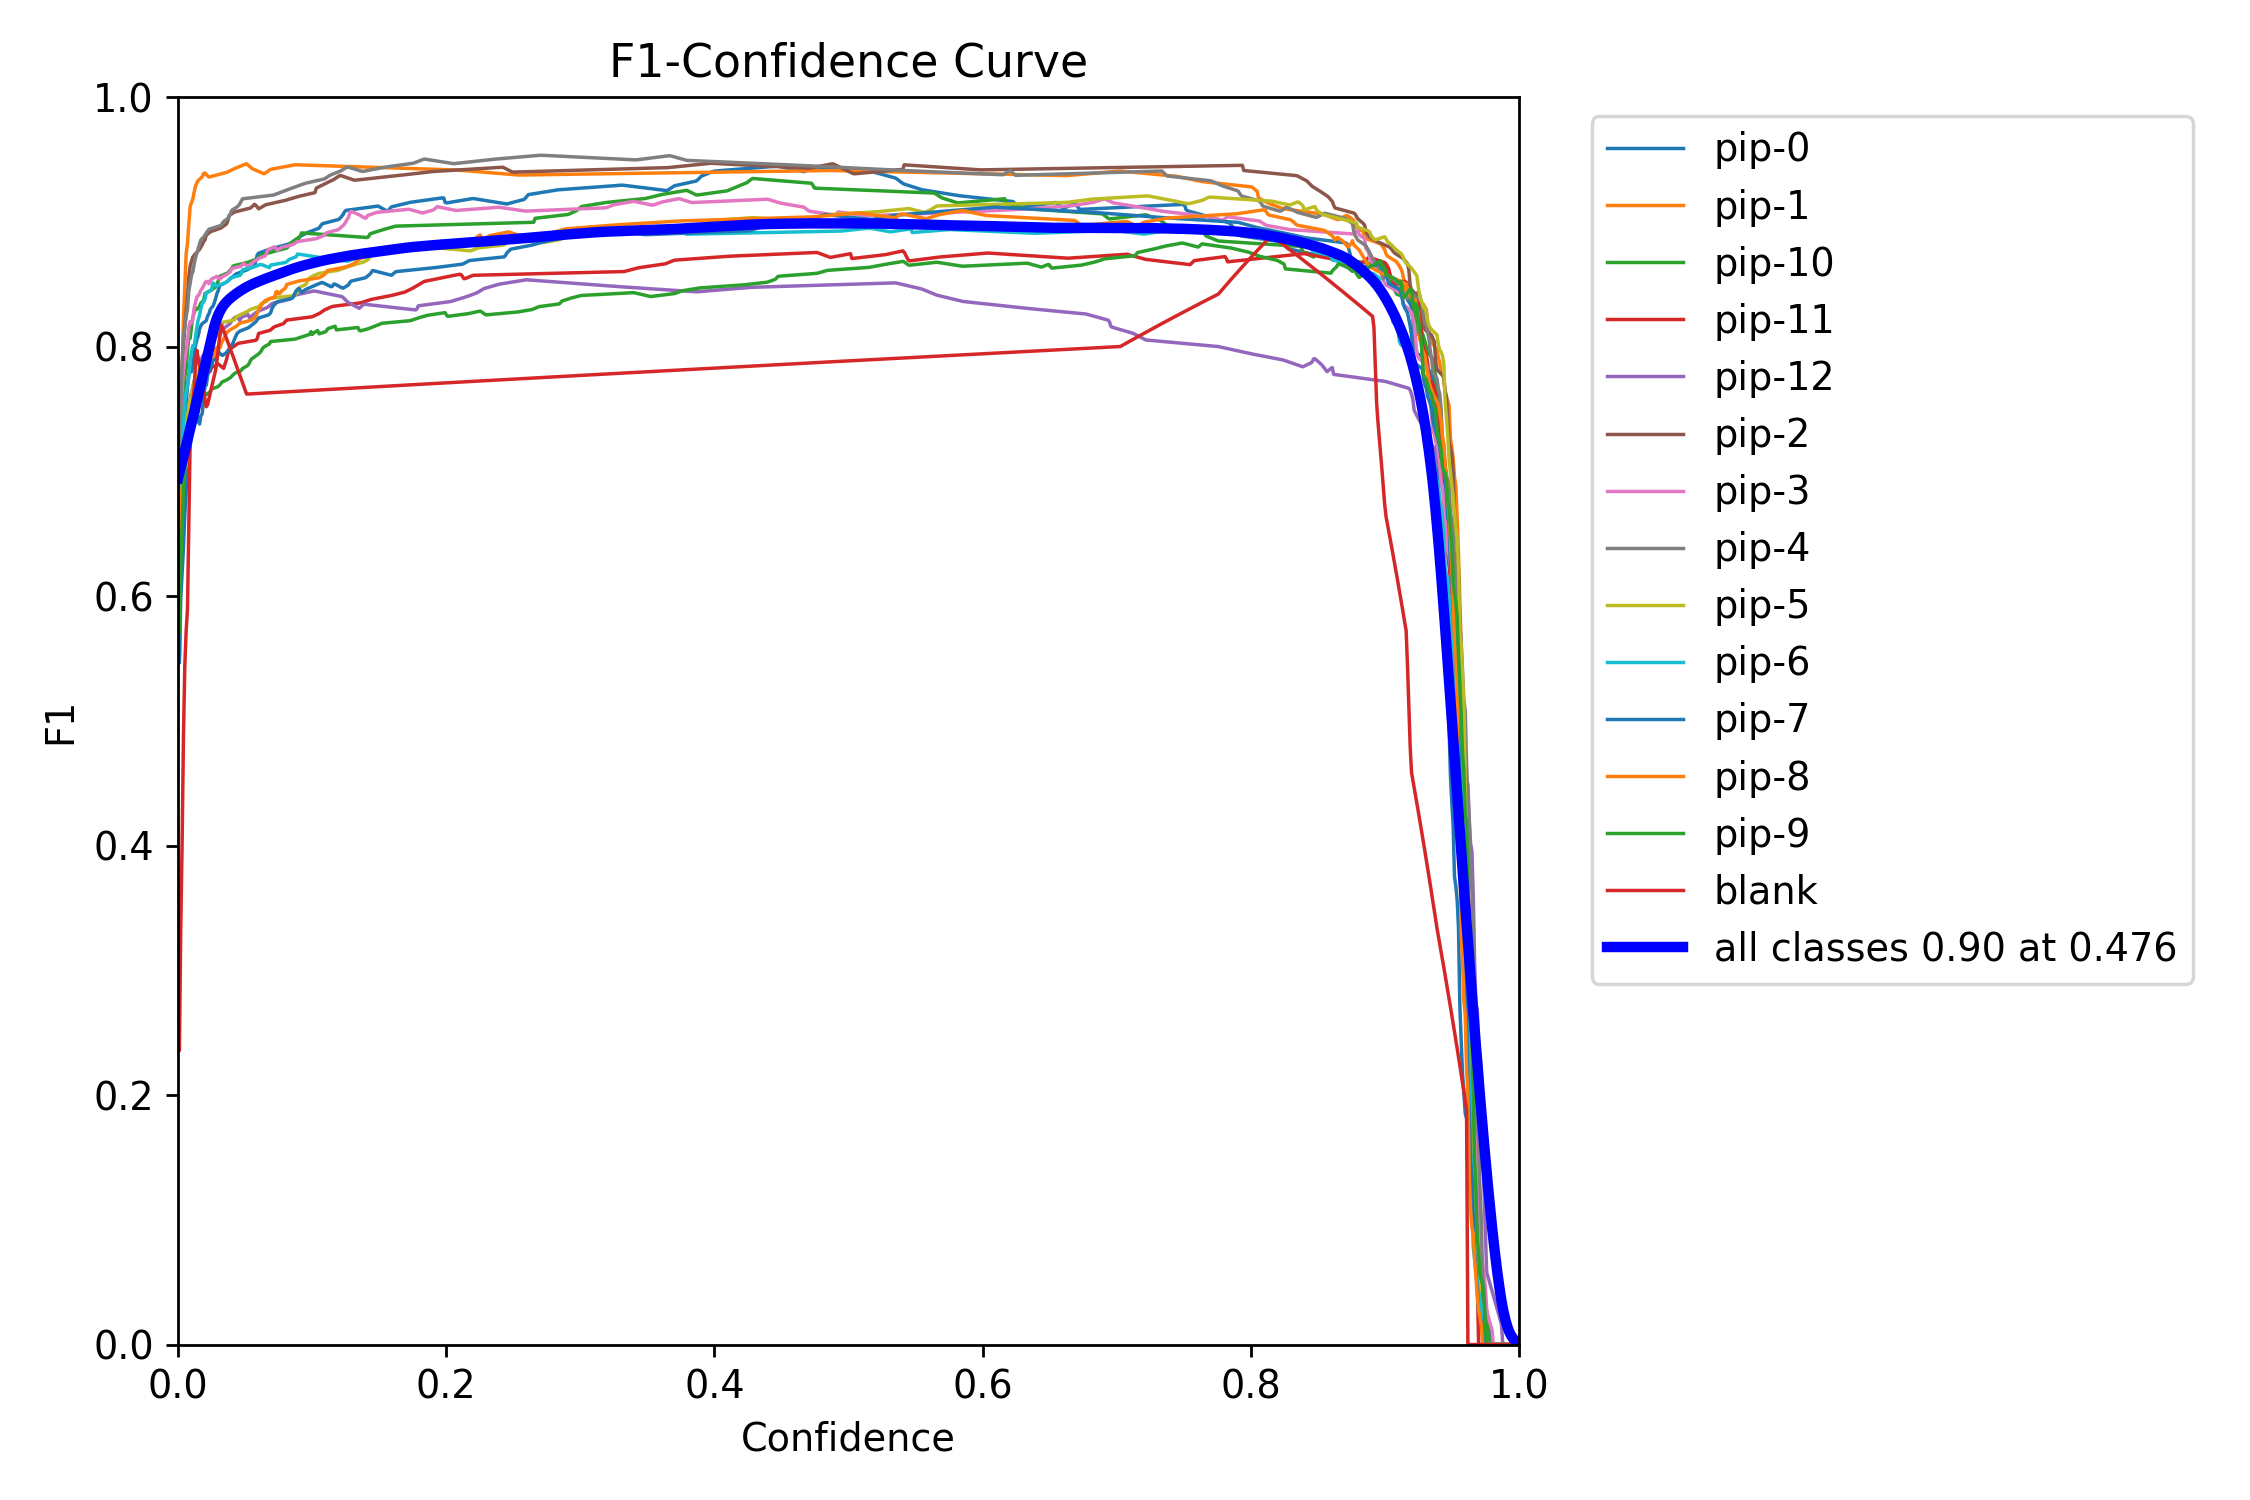 F1-Confidence Curve
1.0
0.8
0.6
0.4
0.2
0.0
F1
0.0 0.2 0.4 0.6 0.8 1.0
Confidence
pip-0
pip-1
pip-10
pip-11
pip-12
pip-2
pip-3
pip-4
pip-5
pip-6
pip-7
pip-8
pip-9
blank
all classes 0.90 at 0.476